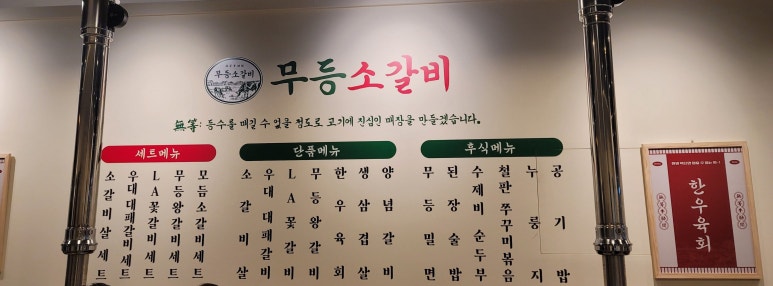 무등소갈비
무등소갈비
無等: 등수를 매길 수 없을 정도로 고기에 진심인 매장을 만들겠습니다.
세트메뉴
소갈비살세트
우대대패갈비세트
LA꽃갈비세트
무등왕갈비세트
모듬소갈비세트
단품메뉴
소갈비살
우대대갈비
LA꽃갈비
무등왕갈비
한우육회
생삼겹살
양념갈비
후식메뉴
무등밀면
된장술밥
수제비순두부
철판쭈꾸미볶음
누룽지
공기밥
한우육회